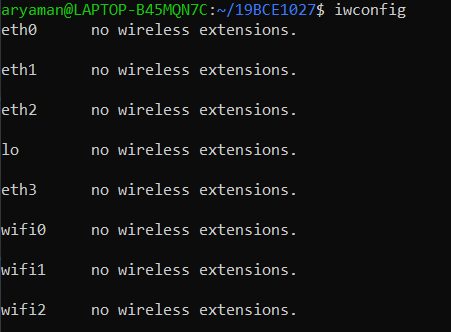 aryaman@LAPTOP-B45MQN7C:~/19BCE1027$ iwconfig
eth0 no wireless extensions.
eth1 no wireless extensions.
eth2 no wireless extensions.
lo no wireless extensions.
eth3 no wireless extensions.
wifi0 no wireless extensions.
wifi1 no wireless extensions.
wifi2 no wireless extensions.